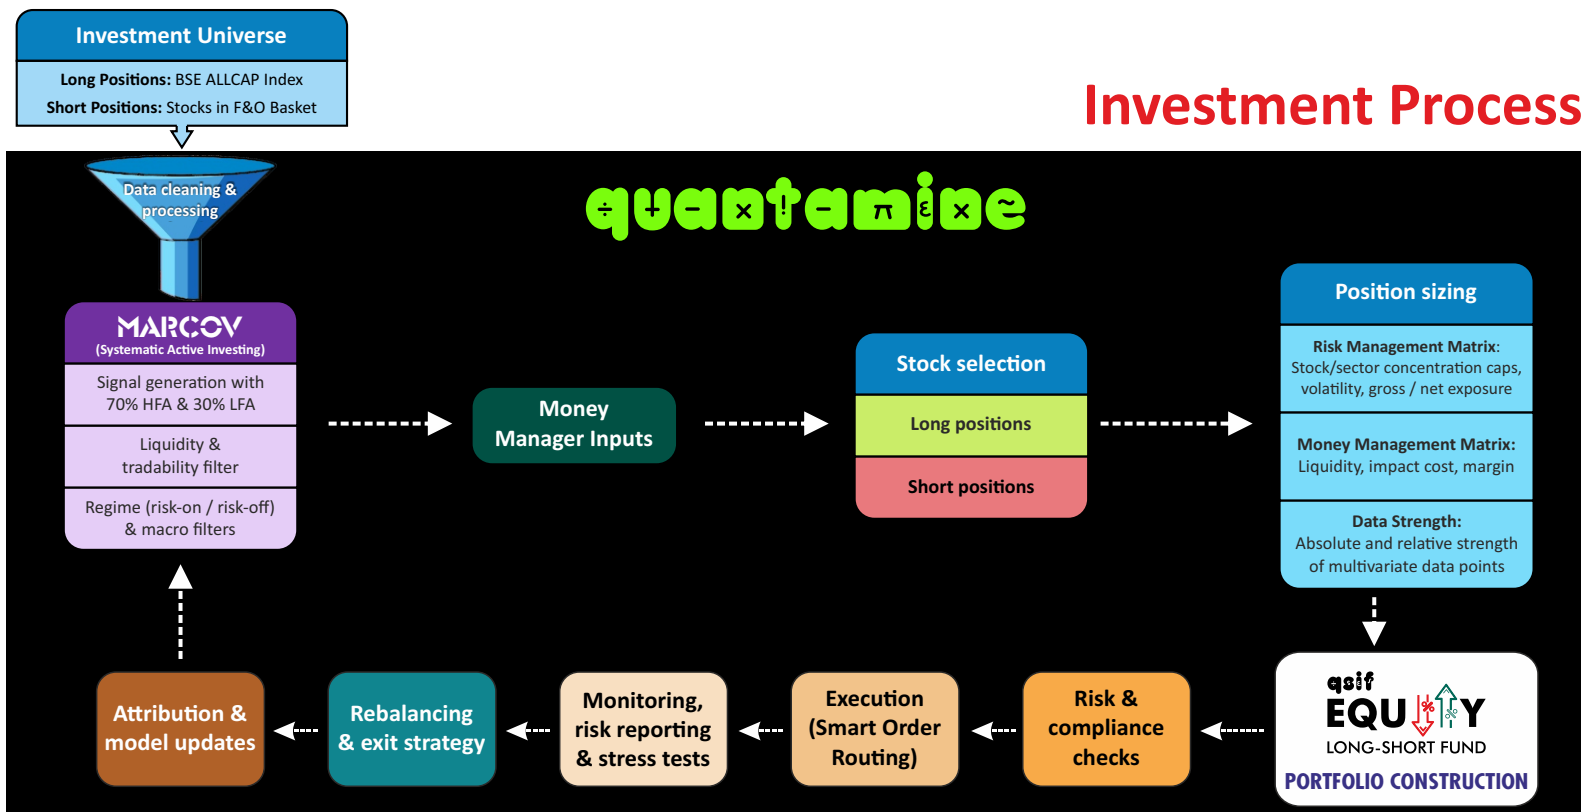 Investment Universe
Long Positions: BSE ALLCAP Index
Short Positions: Stocks in F&O Basket
Investment Process
Data cleaning &
processing
quantamixe
MARCOV
(Systematic Active Investing)
Signal generation with
70% HFA & 30% LFA
Liquidity &
tradability filter
Regime (risk-on / risk-off)
& macro filters
Money
Manager Inputs
Stock selection
Long positions
Short positions
Position sizing
Risk Management Matrix:
Stock/sector concentration caps,
volatility, gross / net exposure
Money Management Matrix:
Liquidity, impact cost, margin
Data Strength:
Absolute and relative strength
of multivariate data points
qsif
EQUITY
LONG-SHORT FUND
PORTFOLIO CONSTRUCTION
Risk &
compliance
checks
Execution
(Smart Order
Routing)
Monitoring,
risk reporting
& stress tests
Rebalancing
& exit strategy
Attribution &
model updates